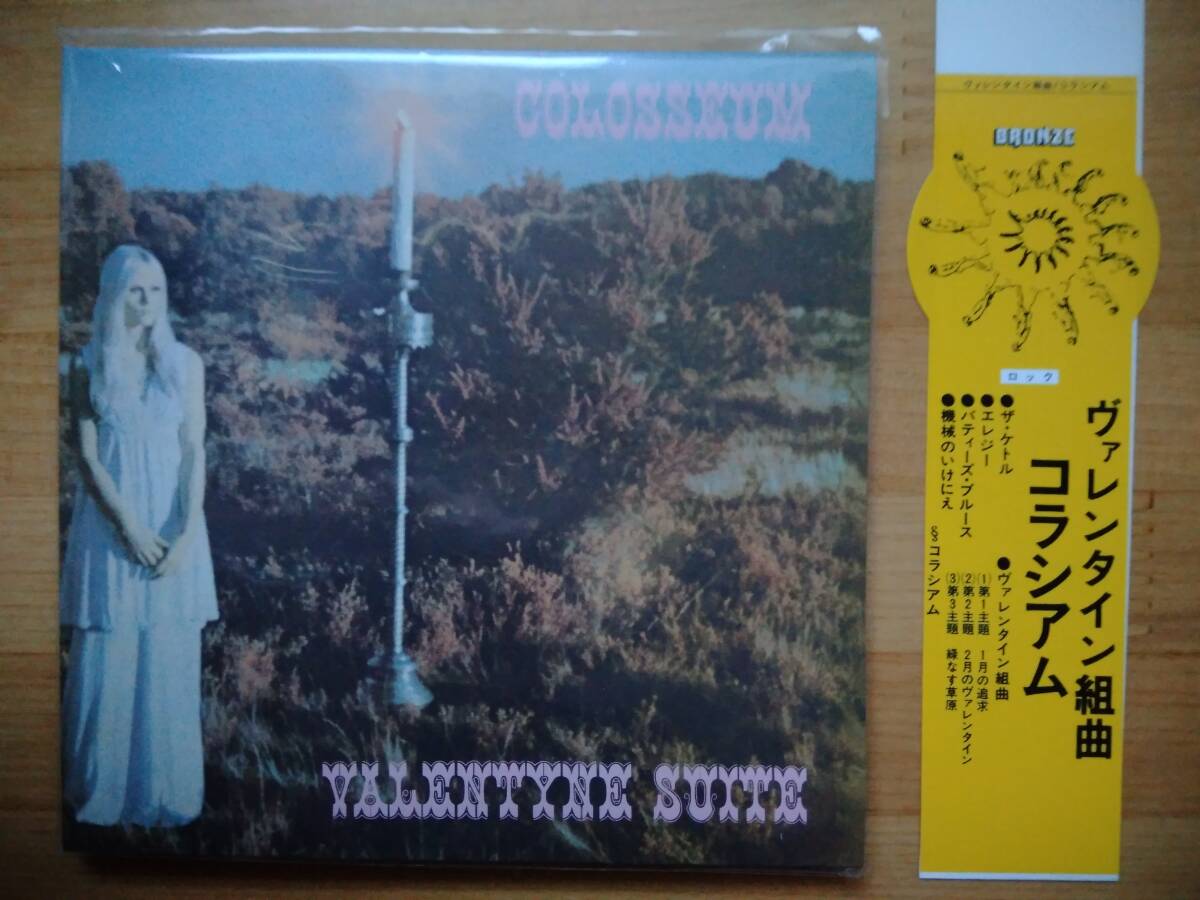 COLOSSEUM
VALENTYNE SUITE
ヴァレンタイン組曲/コラシアム
BRONZE
ロック
ヴァレンタイン組曲
コラシアム
●ザ・ケトル
●エレジー
●バティーズ・ブルース
●機械のいけにえ
●ヴァレンタイン組曲
(1)第1主題 1月の追求
(2)第2主題 2月のヴァレンタイン
(3)第3主題 緑なす草原
§コラシアム